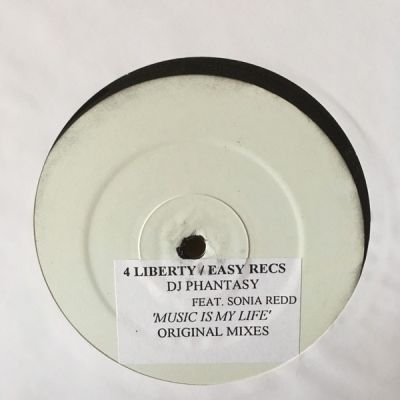 4 LIBERTY / EASY RECS
DJ PHANTASY
FEAT. SONIA REDD
'MUSIC IS MY LIFE'
ORIGINAL MIXES